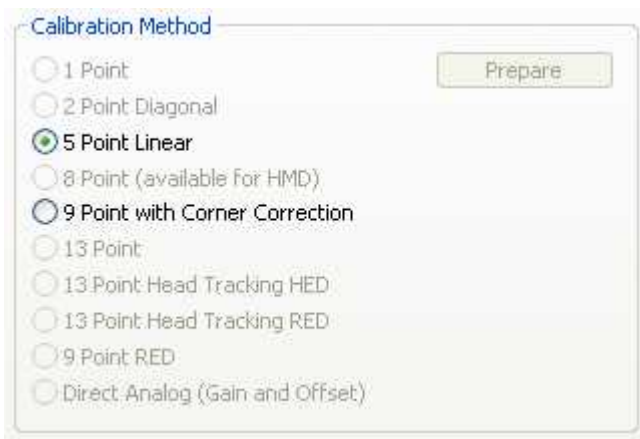 Calibration Method
1 Point
Prepare
2 Point Diagonal
5 Point Linear
8 Point (available for HMD)
9 Point with Corner Correction
13 Point
13 Point Head Tracking HED
13 Point Head Tracking RED
9 Point RED
Direct Analog (Gain and Offset)